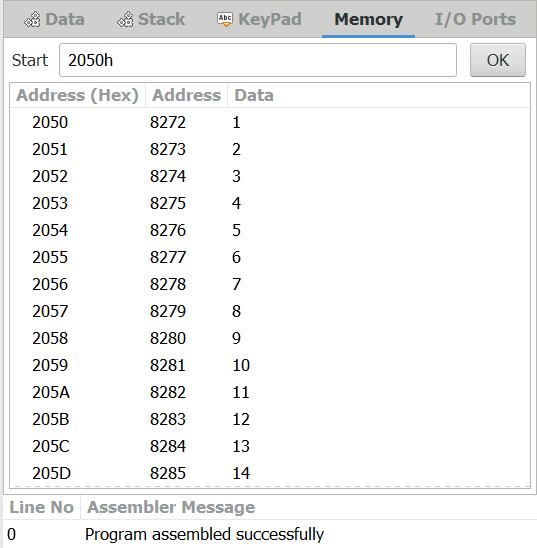 Data Stack Abc KeyPad Memory I/O Ports
Start 2050h OK
Address (Hex) Address Data
2050 8272 1
2051 8273 2
2052 8274 3
2053 8275 4
2054 8276 5
2055 8277 6
2056 8278 7
2057 8279 8
2058 8280 9
2059 8281 10
205A 8282 11
205B 8283 12
205C 8284 13
205D 8285 14
Line No Assembler Message
0 Program assembled successfully